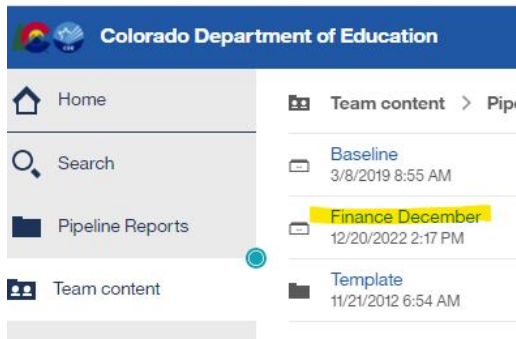 Colorado Department of Education
Home
Team content > Pip
Search
Baseline
3/8/2019 8:55 AM
Pipeline Reports
Finance December
12/20/2022 2:17 PM
Team content
Template
11/21/2012 6:54 AM